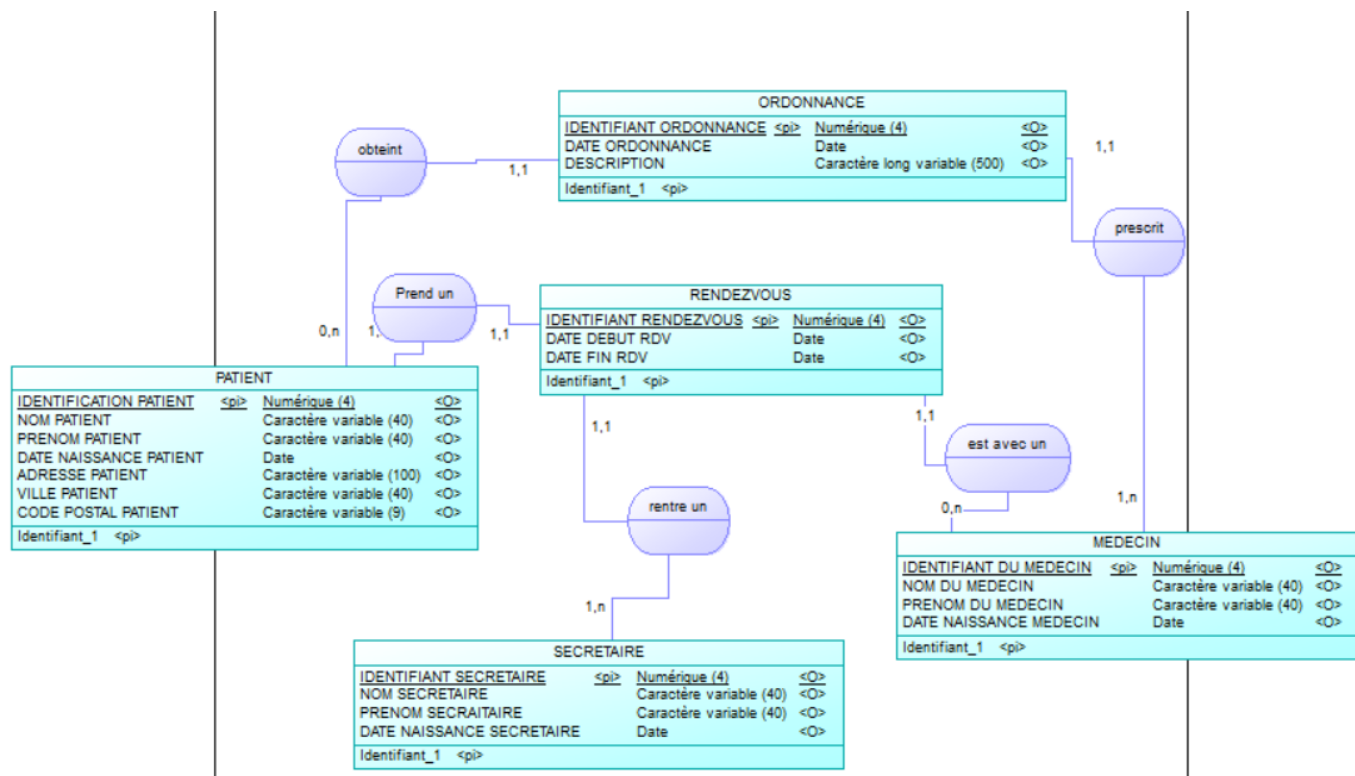 ORDONNANCE
IDENTIFIANT ORDONNANCE <pi> Numérique (4) <O>
DATE ORDONNANCE Date <O>
DESCRIPTION Caractère long variable (500) <O>
Identifiant_1 <pi>
obteint
1,1
1,1
prescrit
Prend un
0,n
1,
1,1
RENDEZVOUS
IDENTIFIANT RENDEZVOUS <pi> Numérique (4) <O>
DATE DEBUT RDV Date <O>
DATE FIN RDV Date <O>
Identifiant_1 <pi>
PATIENT
IDENTIFICATION PATIENT <pi> Numérique (4) <O>
NOM PATIENT Caractère variable (40) <O>
PRENOM PATIENT Caractère variable (40) <O>
DATE NAISSANCE PATIENT Date <O>
ADRESSE PATIENT Caractère variable (100) <O>
VILLE PATIENT Caractère variable (40) <O>
CODE POSTAL PATIENT Caractère variable (9) <O>
Identifiant_1 <pi>
1,1
1,1
est avec un
rentre un
0,n
1,n
MEDECIN
IDENTIFIANT DU MEDECIN <pi> Numérique (4) <O>
NOM DU MEDECIN Caractère variable (40) <O>
PRENOM DU MEDECIN Caractère variable (40) <O>
DATE NAISSANCE MEDECIN Date <O>
Identifiant_1 <pi>
1,n
SECRETAIRE
IDENTIFIANT SECRETAIRE <pi> Numérique (4) <O>
NOM SECRETAIRE Caractère variable (40) <O>
PRENOM SECRAITAIRE Caractère variable (40) <O>
DATE NAISSANCE SECRETAIRE Date <O>
Identifiant_1 <pi>